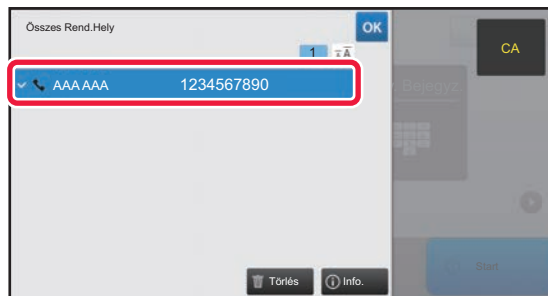 Összes Rend.Hely
OK
CA
1
AAA AAA 1234567890
Bejegyz.
Törlés
Info.
Start